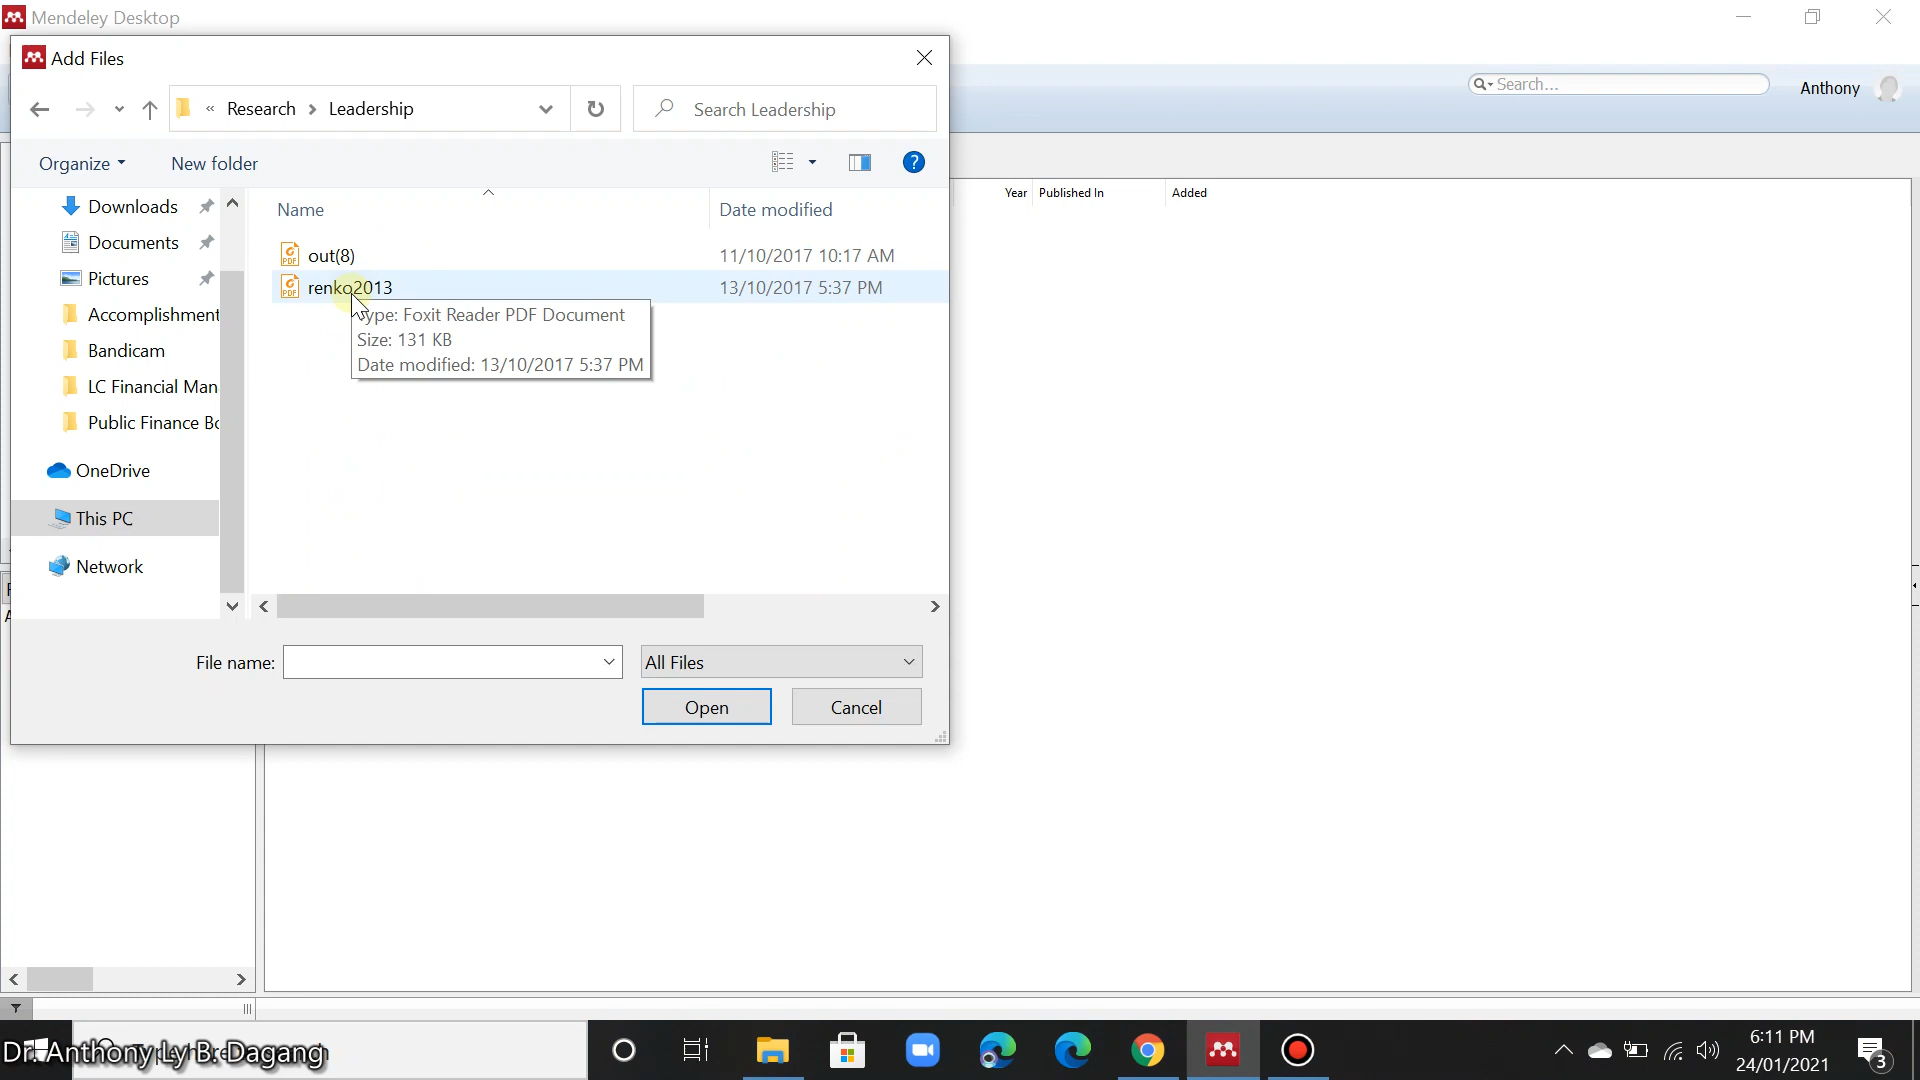 Mendeley Desktop
Add Files
« Research > Leadership
Search Leadership
Search...
Anthony
Organize
New folder
?
Name
Date modified
Year
Published In
Added
Downloads
Documents
Pictures
Accomplishment
Bandicam
LC Financial Man
Public Finance Bo
OneDrive
This PC
Network
out(8)
11/10/2017 10:17 AM
renko2013
13/10/2017 5:37 PM
Type: Foxit Reader PDF Document
Size: 131 KB
Date modified: 13/10/2017 5:37 PM
File name:
All Files
Open
Cancel
Dr. Anthony Ly B. Dagang
6:11 PM
24/01/2021
3